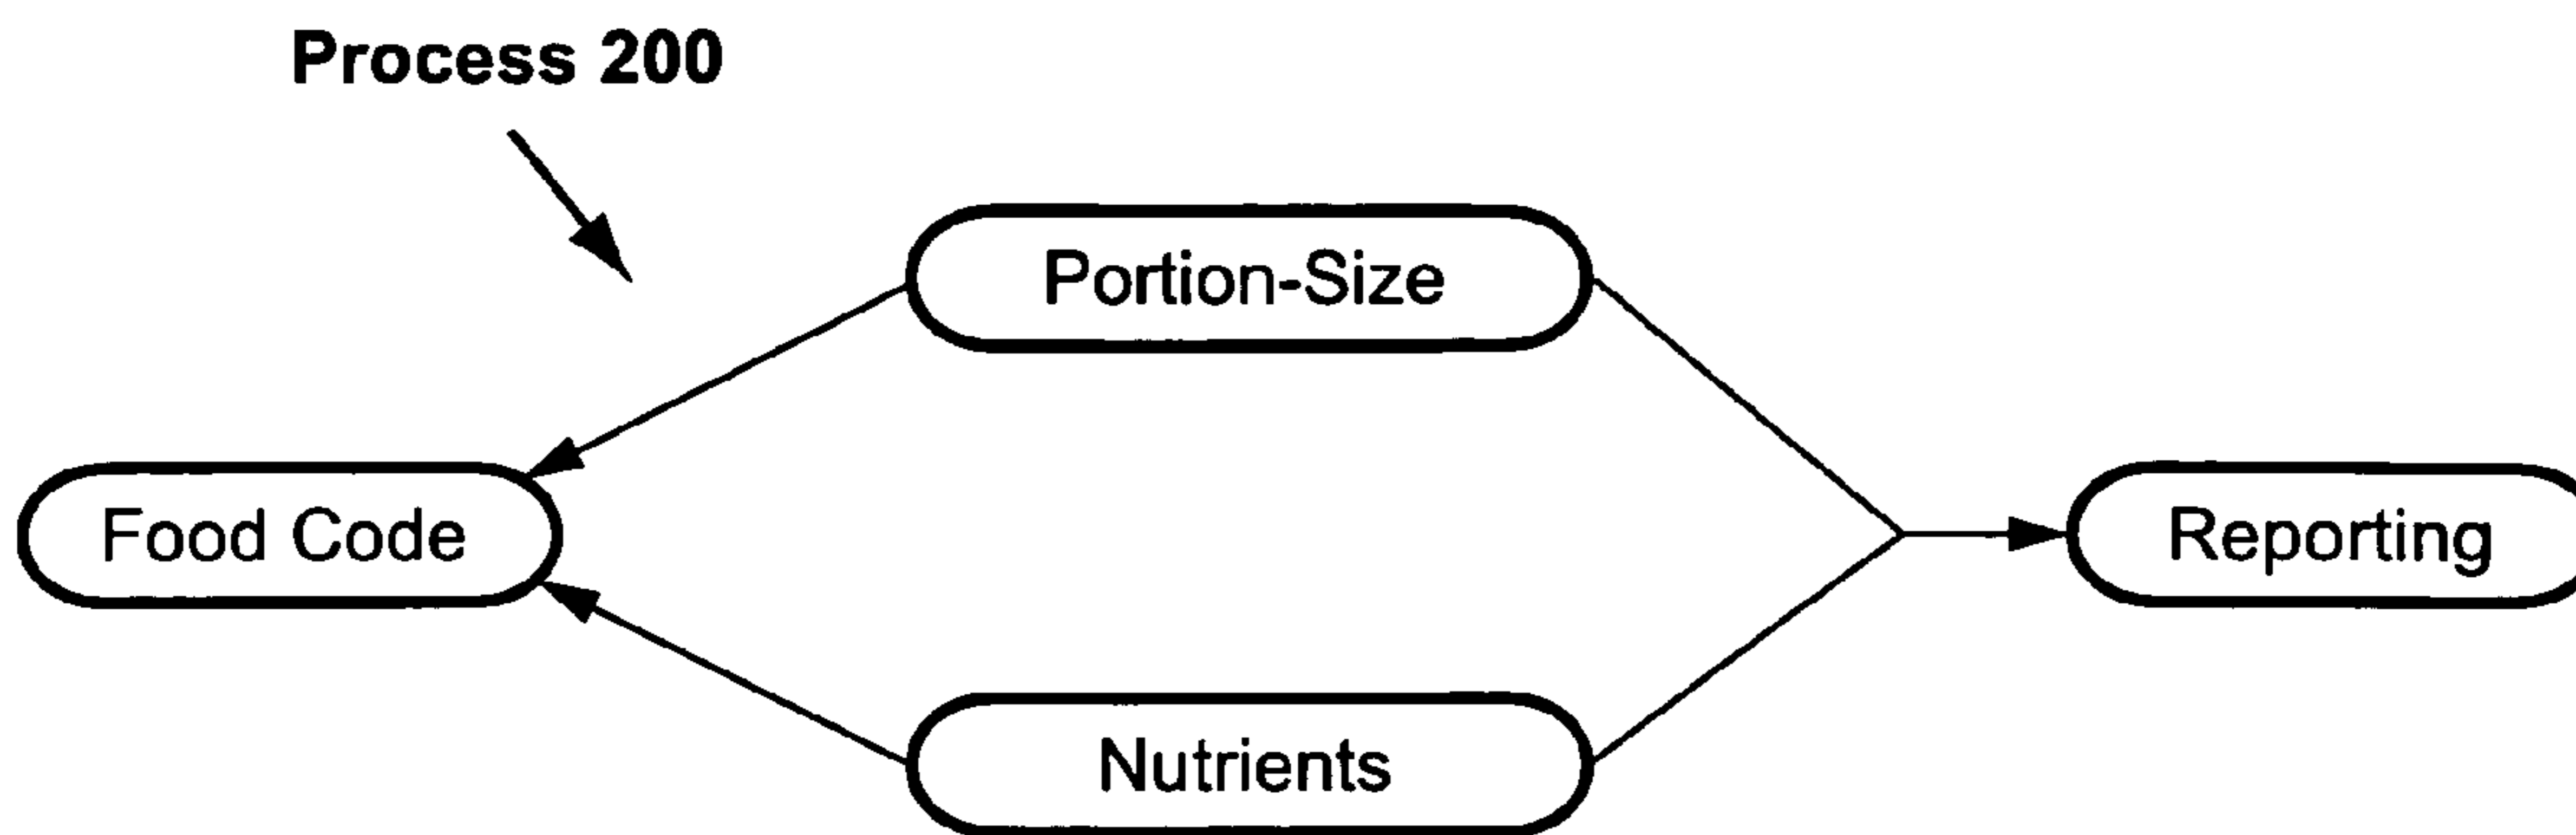 Process 200
Portion-Size
Food Code
Reporting
Nutrients